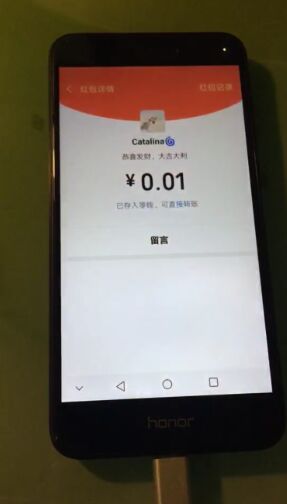 红包详情 红包记录
Catalina
恭喜发财,大吉大利
¥0.01
已存入零钱,可直接转账
留言
honor